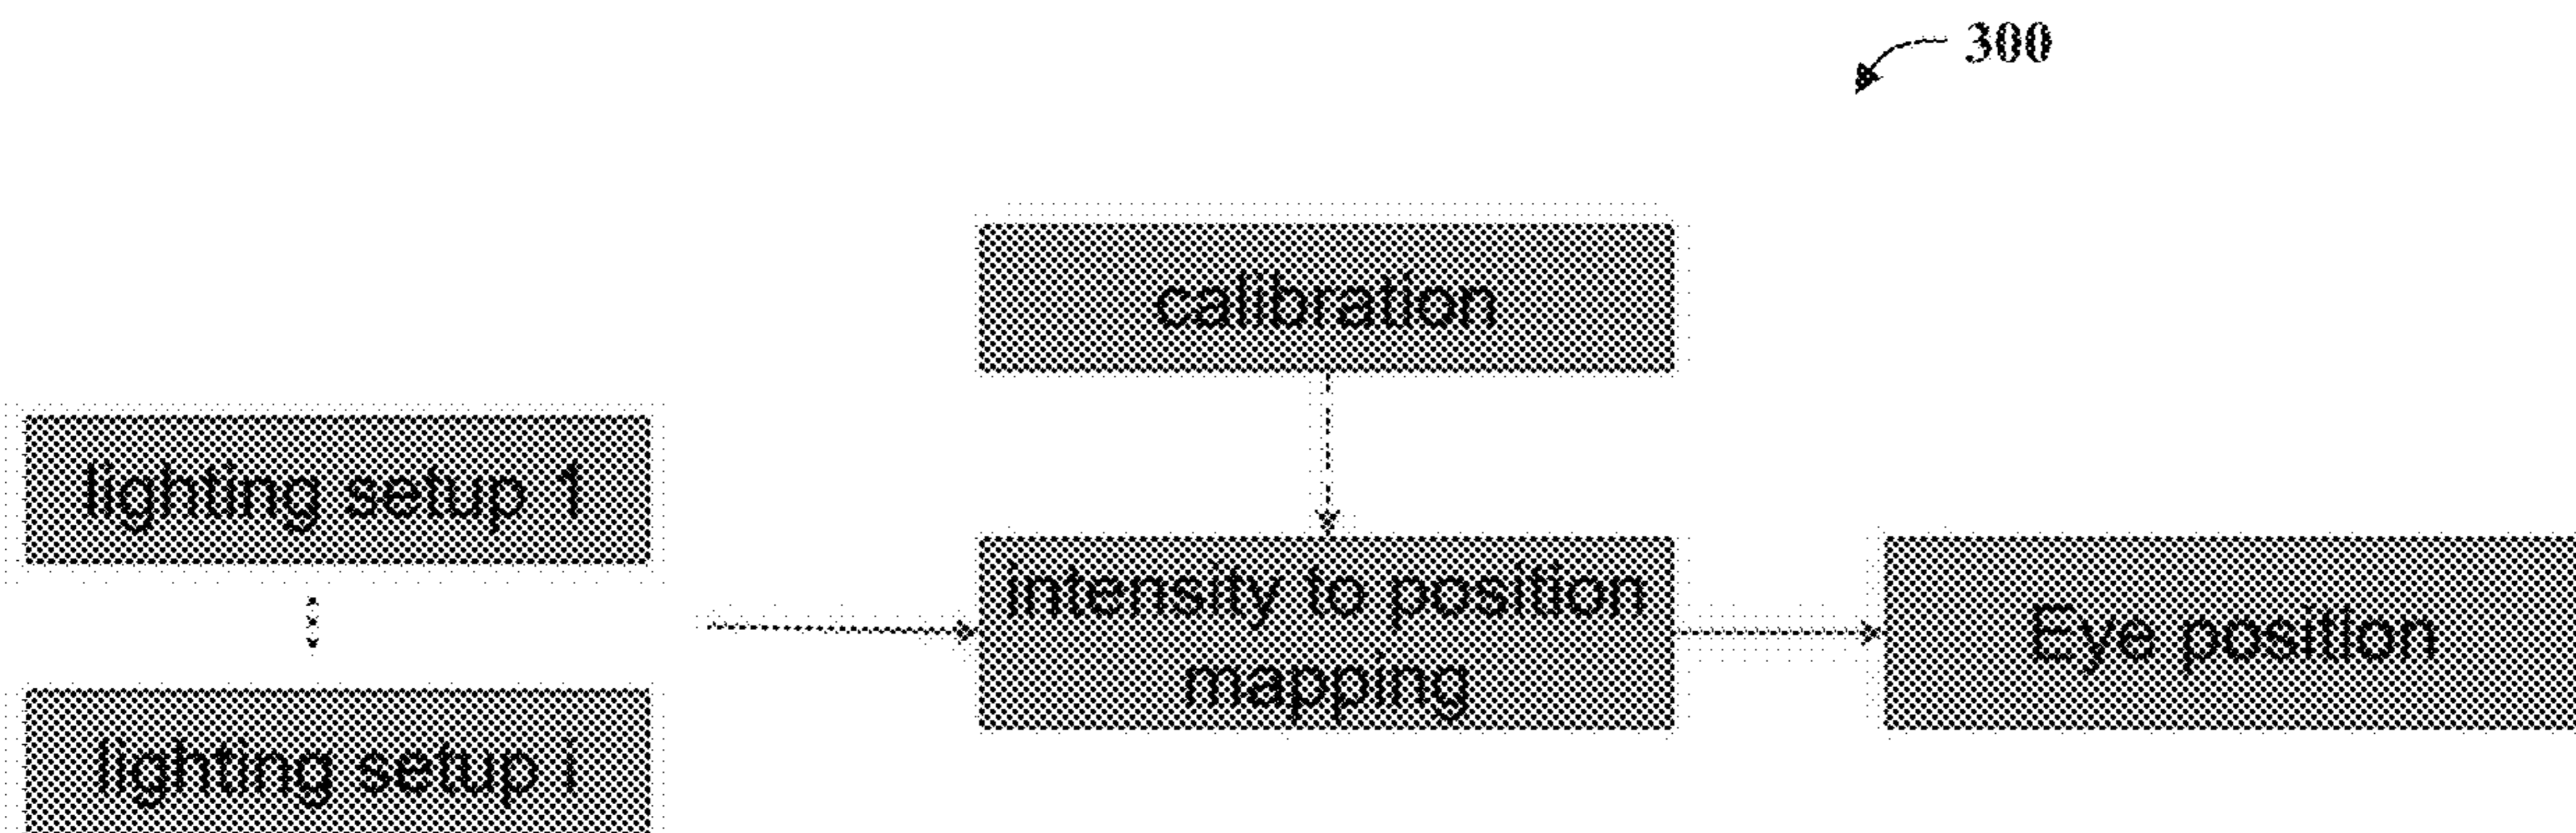 300
calibration
lighting setup 1
intensity to position
mapping
Eye position
lighting setup i